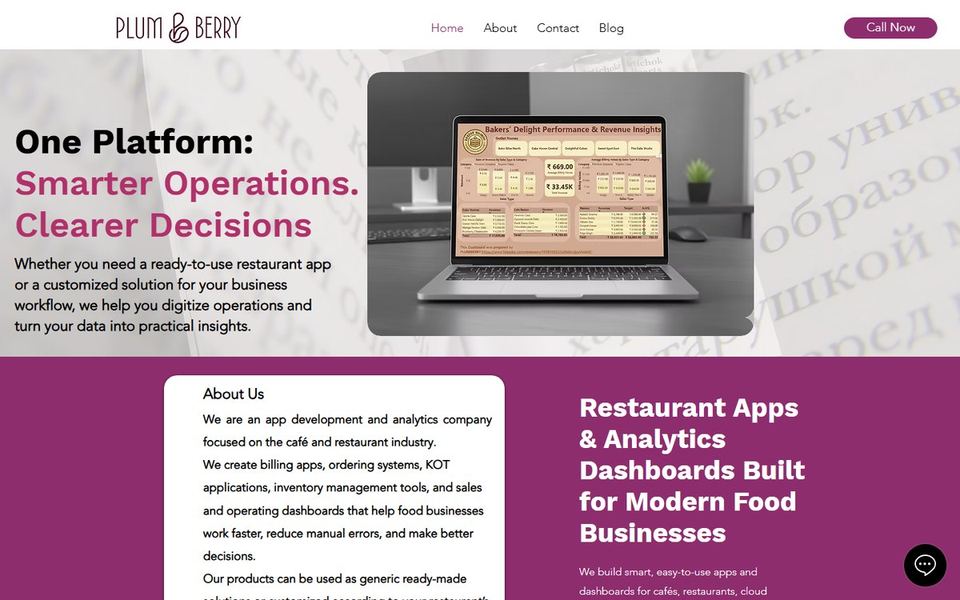 PLUM & BERRY
Home
About
Contact
Blog
Call Now
One Platform:
Smarter Operations.
Clearer Decisions
Whether you need a ready-to-use restaurant app
or a customized solution for your business
workflow, we help you digitize operations and
turn your data into practical insights.
Bakers' Delight Performance & Revenue Insights
₹ 669.00
₹ 33.45K
ор унив
образо
About Us
We are an app development and analytics company
focused on the café and restaurant industry.
We create billing apps, ordering systems, KOT
applications, inventory management tools, and sales
and operating dashboards that help food businesses
work faster, reduce manual errors, and make better
decisions.
Our products can be used as generic ready-made
Restaurant Apps
& Analytics
Dashboards Built
for Modern Food
Businesses
We build smart, easy-to-use apps and
dashboards for cafés, restaurants, cloud